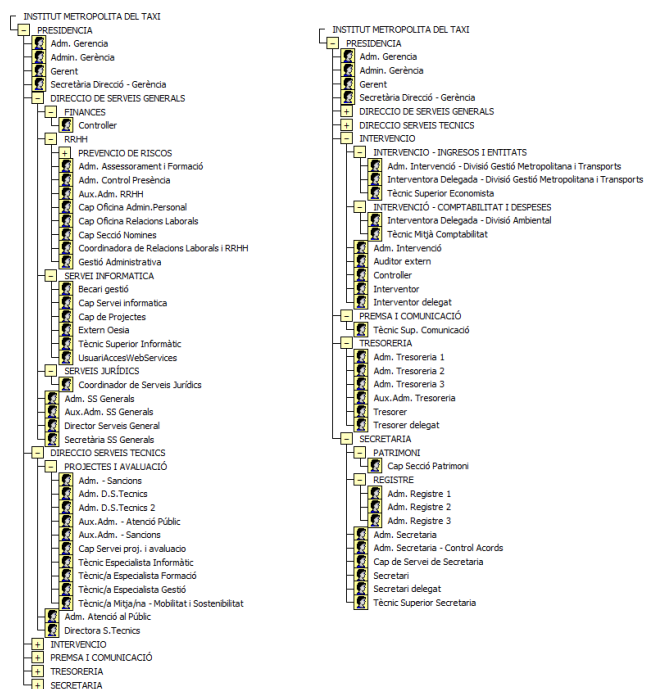 INSTITUT METROPOLITA DEL TAXI
PRESIDENCIA
Adm. Gerencia
Admin. Gerència
Gerent
Secretària Direcció - Gerència
DIRECCIO DE SERVEIS GENERALS
FINANCES
Controller
RRHH
PREVENCIO DE RISCOS
Adm. Assessorament i Formació
Adm. Control Presència
Aux.Adm. RRHH
Cap Oficina Admin.Personal
Cap Oficina Relacions Laborals
Cap Secció Nomines
Coordinadora de Relacions Laborals i RRHH
Gestió Administrativa
SERVEI INFORMATICA
Becari gestió
Cap Servei informatica
Cap de Projectes
Extern Oesia
Tècnic Superior Informàtic
UsuariAccesWebServices
SERVEIS JURÍDICS
Coordinador de Serveis Jurídics
Adm. SS Generals
Aux.Adm. SS Generals
Director Serveis General
Secretària SS Generals
DIRECCIO SERVEIS TECNICS
PROJECTES I AVALUACIÓ
Adm. - Sancions
Adm. D.S.Tecnics
Adm. D.S.Tecnics 2
Aux.Adm. - Atenció Públic
Aux.Adm. - Sancions
Cap Servei proj. i avaluacio
Tècnic Especialista Informàtic
Tècnic/a Especialista Formació
Tècnic/a Especialista Gestió
Tècnic/a Mitja/na - Mobilitat i Sostenibilitat
Adm. Atenció al Públic
Directora S.Tecnics
INTERVENCIO
PREMSA I COMUNICACIÓ
TRESORERIA
SECRETARIA
INSTITUT METROPOLITA DEL TAXI
PRESIDENCIA
Adm. Gerencia
Admin. Gerència
Gerent
Secretària Direcció - Gerència
DIRECCIO DE SERVEIS GENERALS
DIRECCIO SERVEIS TECNICS
INTERVENCIO
INTERVENCIO - INGRESOS I ENTITATS
Adm. Intervenció - Divisió Gestió Metropolitana i Transports
Interventora Delegada - Divisió Gestió Metropolitana i Transports
Tècnic Superior Economista
INTERVENCIÓ - COMPTABILITAT I DESPESES
Interventora Delegada - Divisió Ambiental
Tècnic Mitjà Comptabilitat
Adm. Intervenció
Auditor extern
Controller
Interventor
Interventor delegat
PREMSA I COMUNICACIÓ
Tècnic Sup. Comunicació
TRESORERIA
Adm. Tresoreria 1
Adm. Tresoreria 2
Adm. Tresoreria 3
Aux.Adm. Tresoreria
Tresorer
Tresorer delegat
SECRETARIA
PATRIMONI
Cap Secció Patrimoni
REGISTRE
Adm. Registre 1
Adm. Registre 2
Adm. Registre 3
Adm. Secretaria
Adm. Secretaria - Control Acords
Cap de Servei de Secretaria
Secretari
Secretari delegat
Tècnic Superior Secretaria